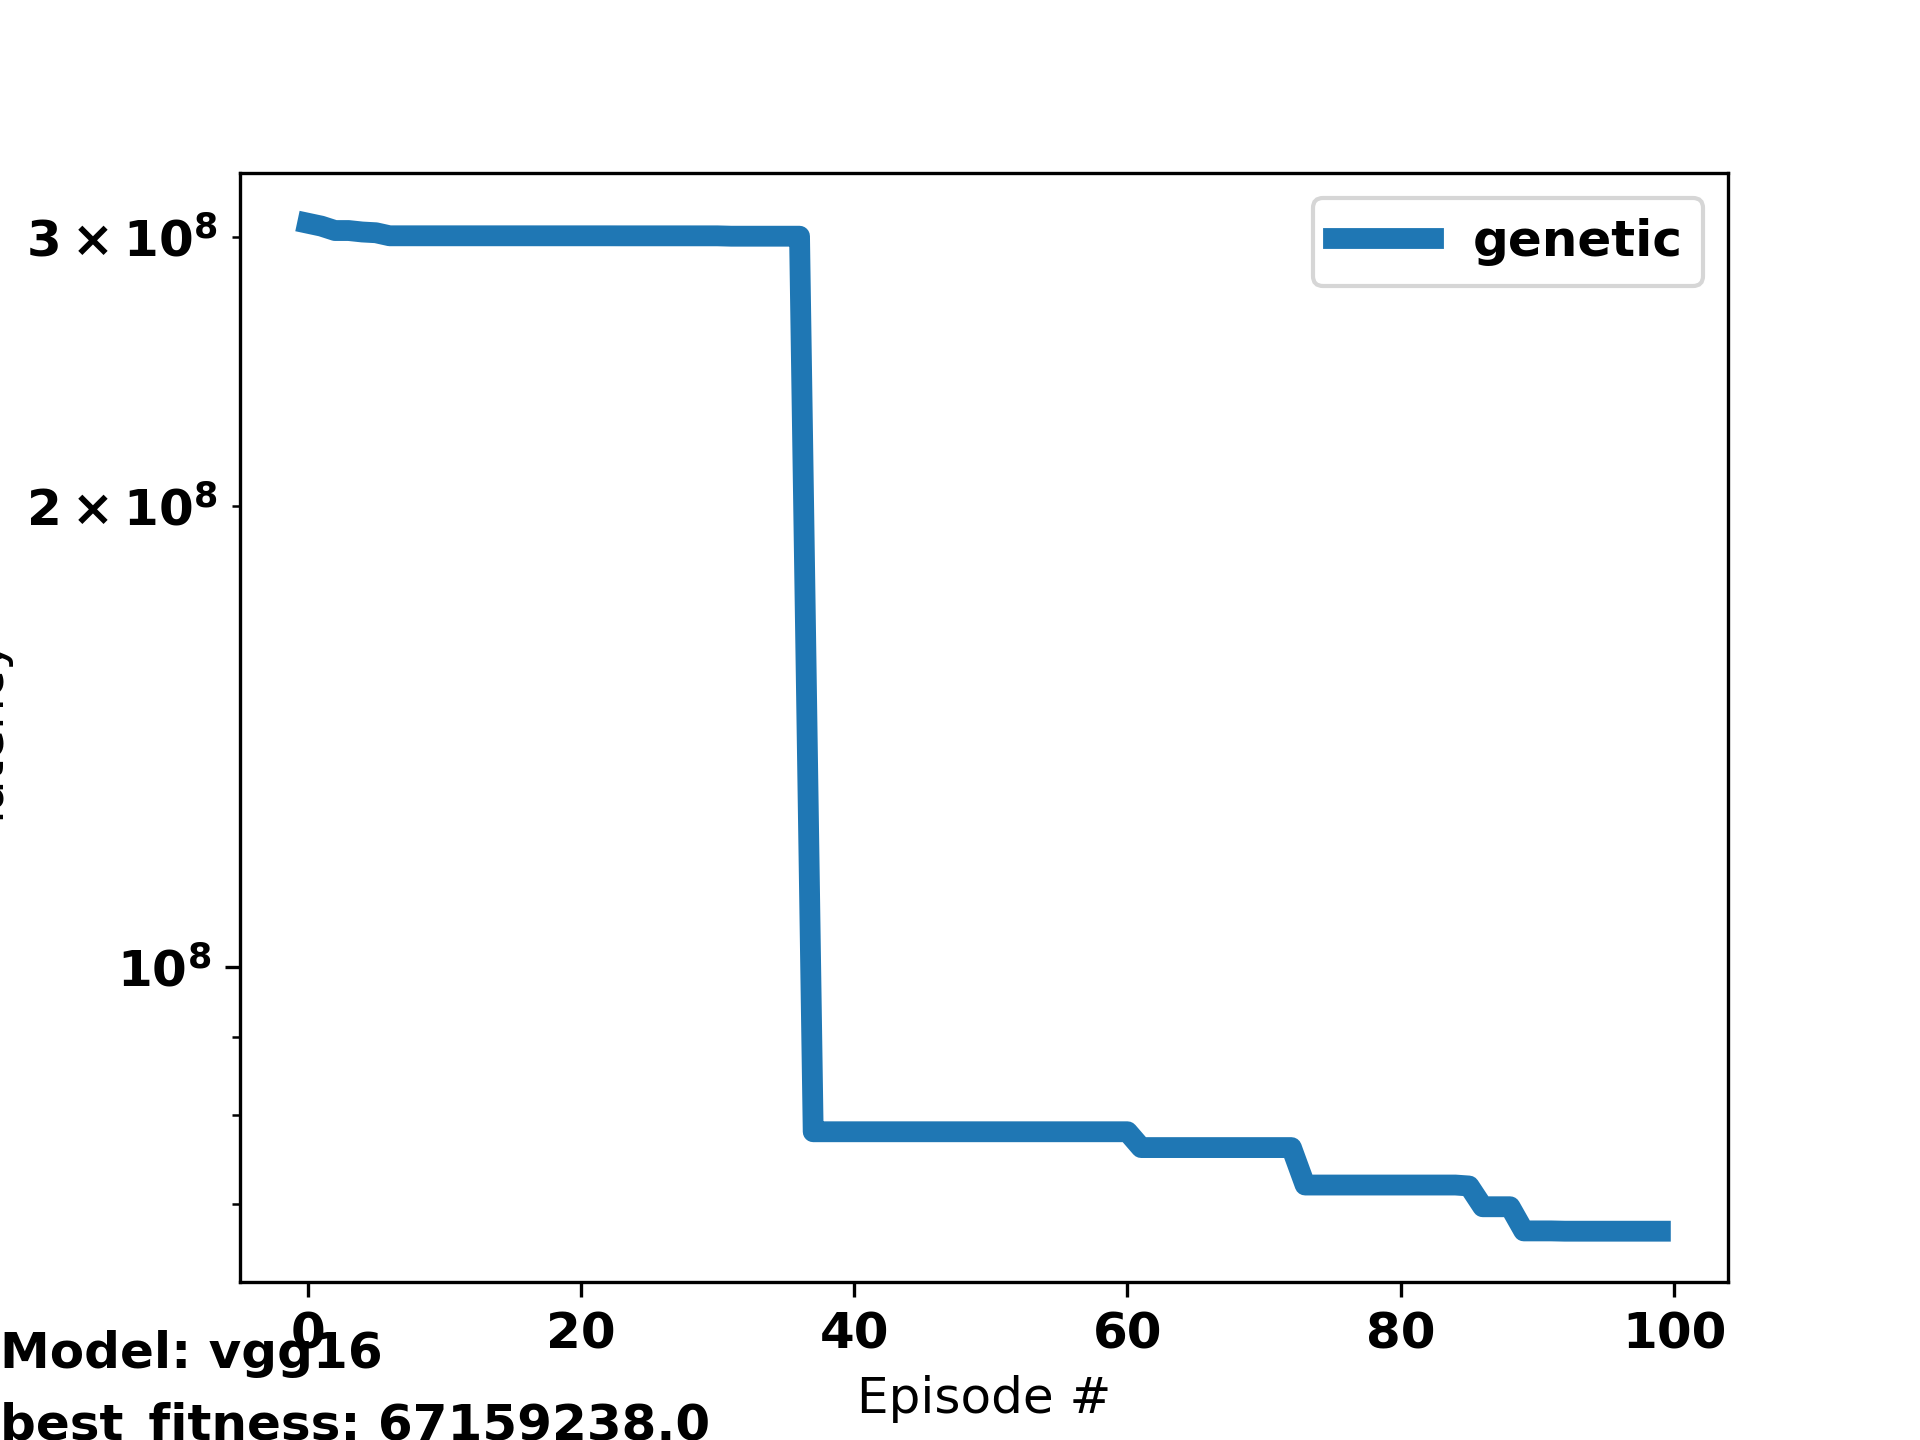 genetic
3 × 10⁸
2 × 10⁸
10⁸
0 20 40 60 80 100
Episode #
Model: vgg16
best_fitness: 67159238.0